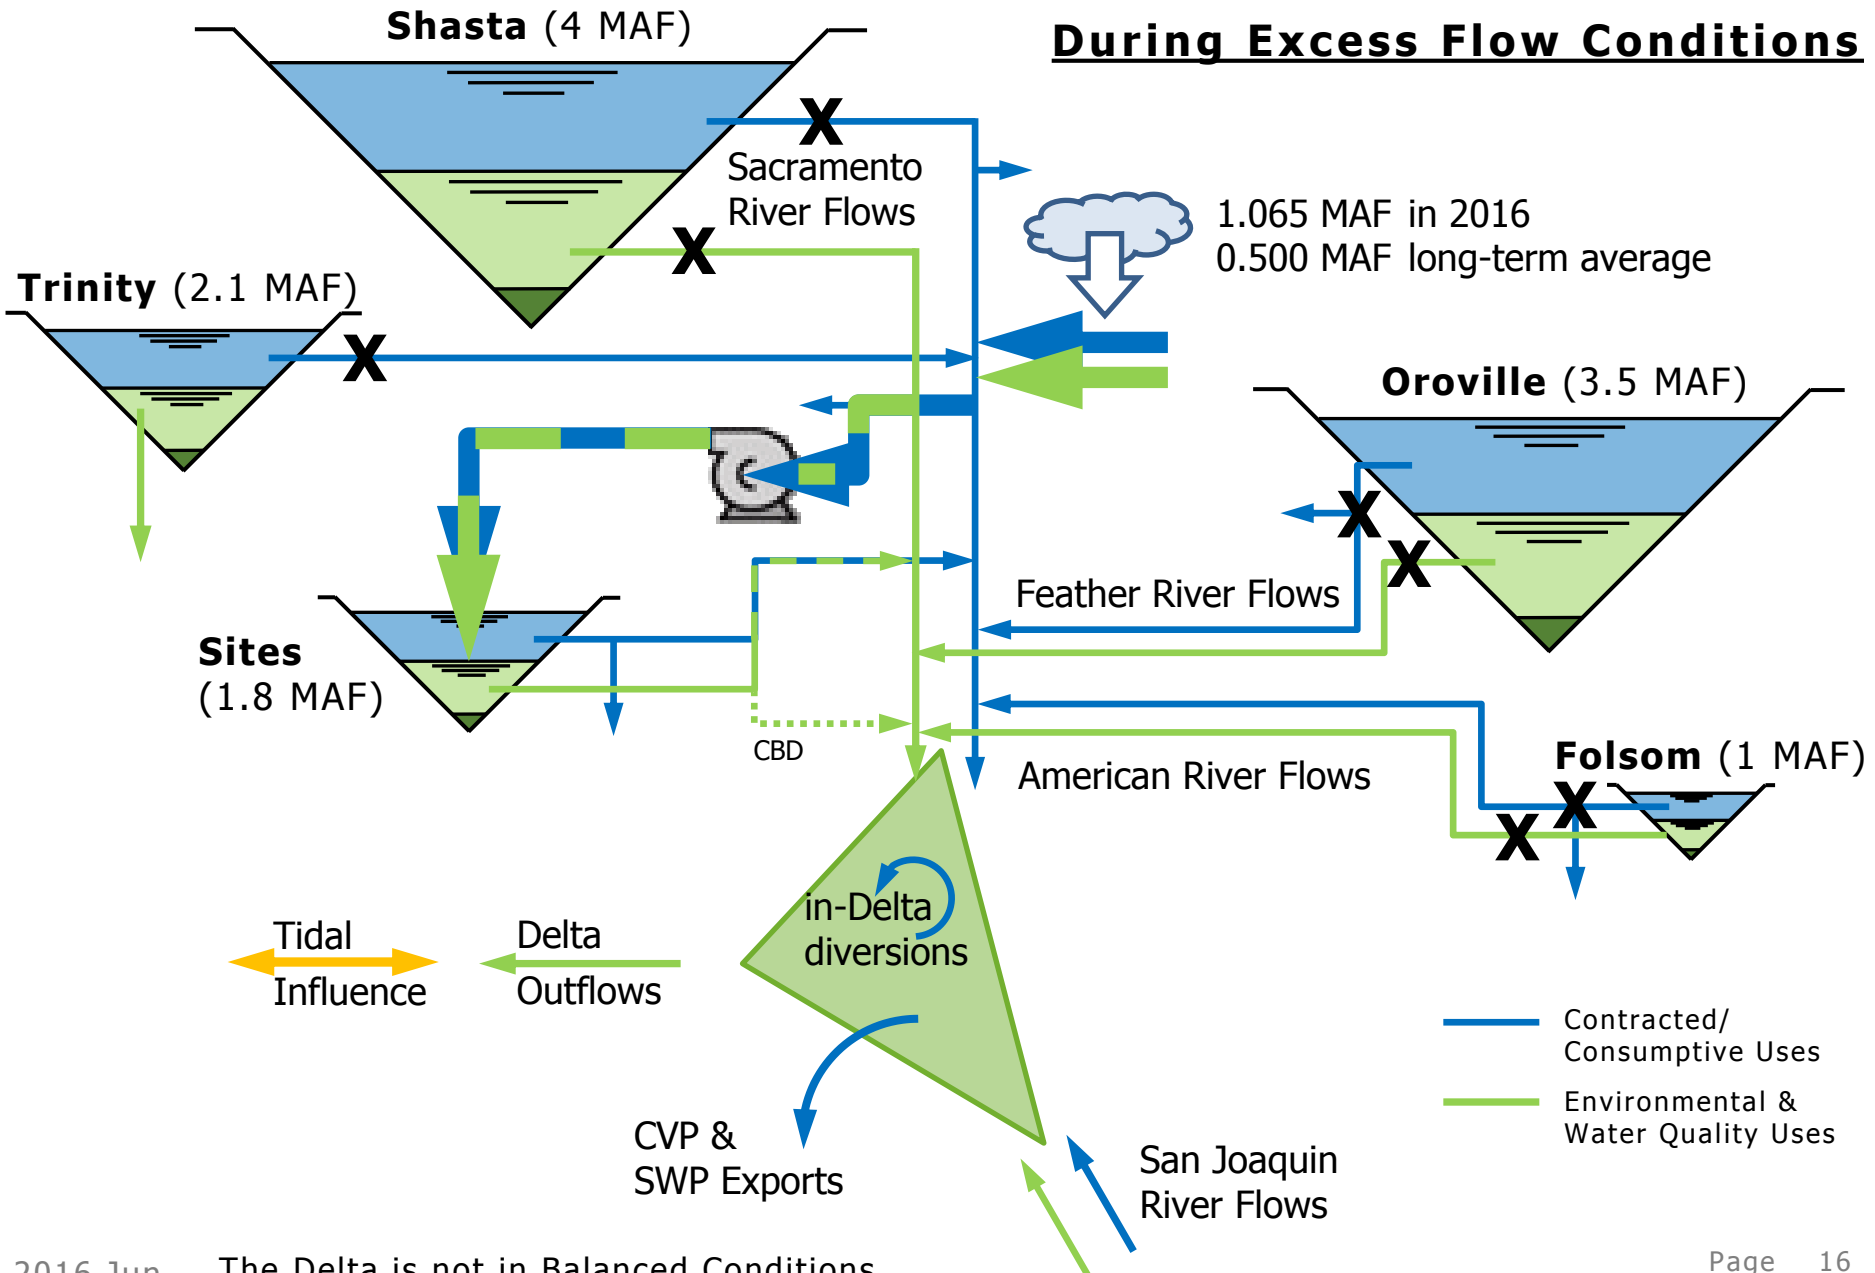 Shasta (4 MAF)
During Excess Flow Conditions
X
Sacramento
River Flows
X
1.065 MAF in 2016
0.500 MAF long-term average
Trinity (2.1 MAF)
X
Oroville (3.5 MAF)
X
X
Feather River Flows
Sites
(1.8 MAF)
CBD
American River Flows
Folsom (1 MAF)
X
X
in-Delta
diversions
Tidal
Influence
Delta
Outflows
Contracted/
Consumptive Uses
Environmental &
Water Quality Uses
CVP &
SWP Exports
San Joaquin
River Flows
2016 Jun
The Delta is not in Balanced Conditions
Page 16